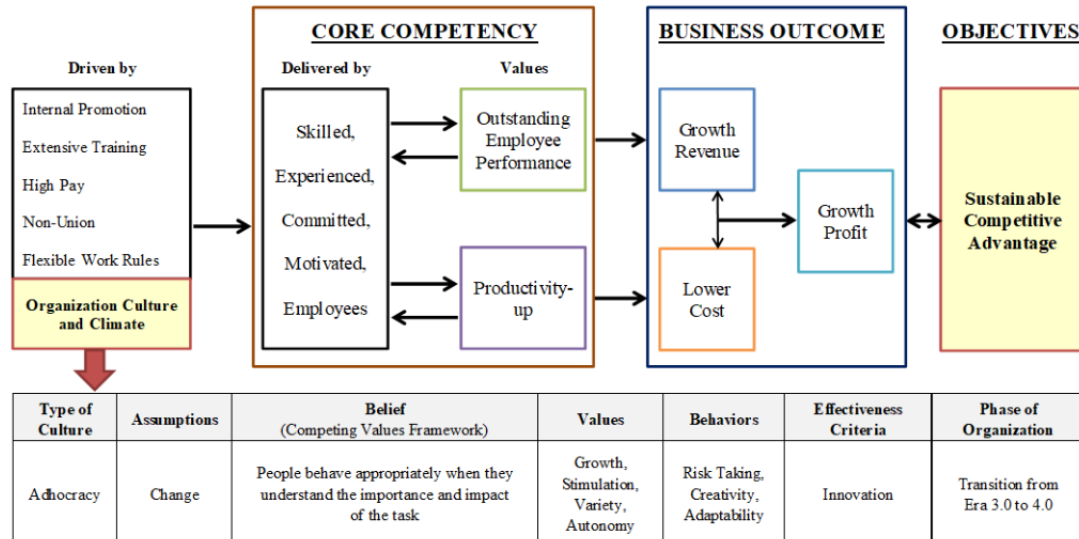 CORE COMPETENCY
BUSINESS OUTCOME
OBJECTIVES
Driven by
Delivered by
Values
Internal Promotion
Extensive Training
High Pay
Non-Union
Flexible Work Rules
Organization Culture
and Climate
Skilled,
Experienced,
Committed,
Motivated,
Employees
Outstanding
Employee
Performance
Productivity-
up
Growth
Revenue
Lower
Cost
Growth
Profit
Sustainable
Competitive
Advantage
Type of
Culture
Assumptions
Belief
(Competing Values Framework)
Values
Behaviors
Effectiveness
Criteria
Phase of
Organization
Adhocracy
Change
People behave appropriately when they
understand the importance and impact
of the task
Growth,
Stimulation,
Variety,
Autonomy
Risk Taking,
Creativity,
Adaptability
Innovation
Transition from
Era 3.0 to 4.0